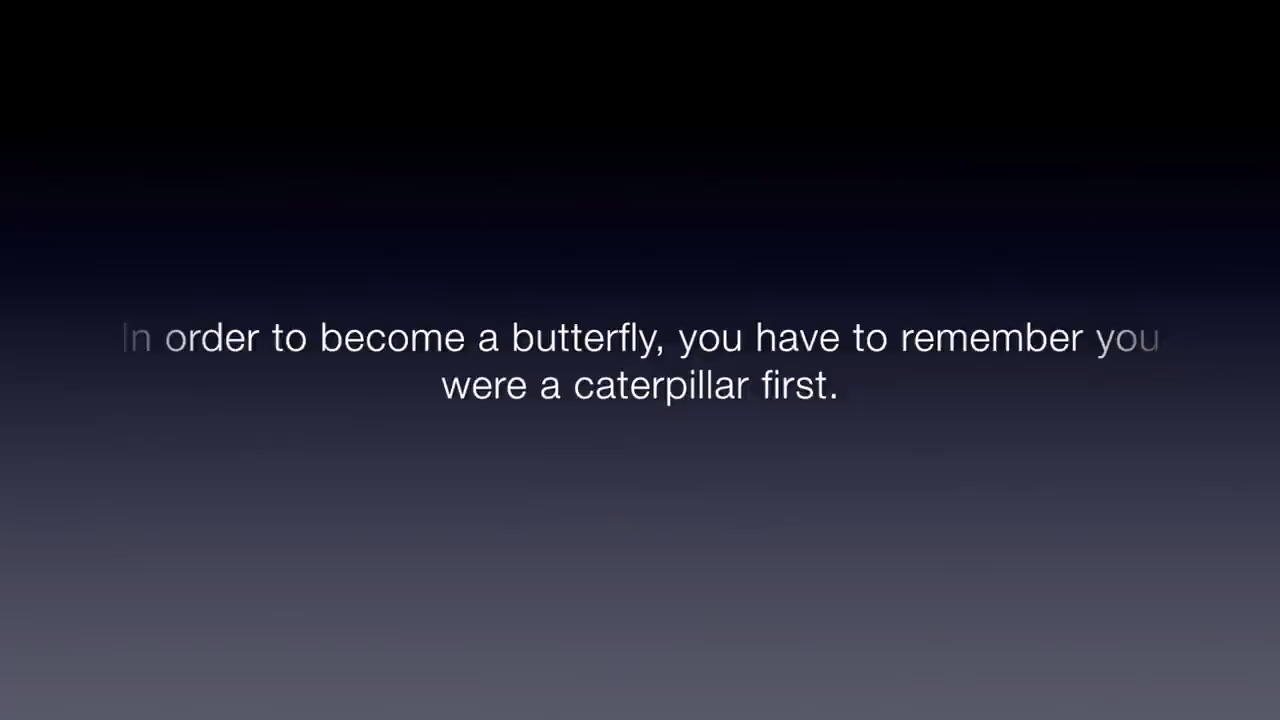 In order to become a butterfly, you have to remember you
were a caterpillar first.